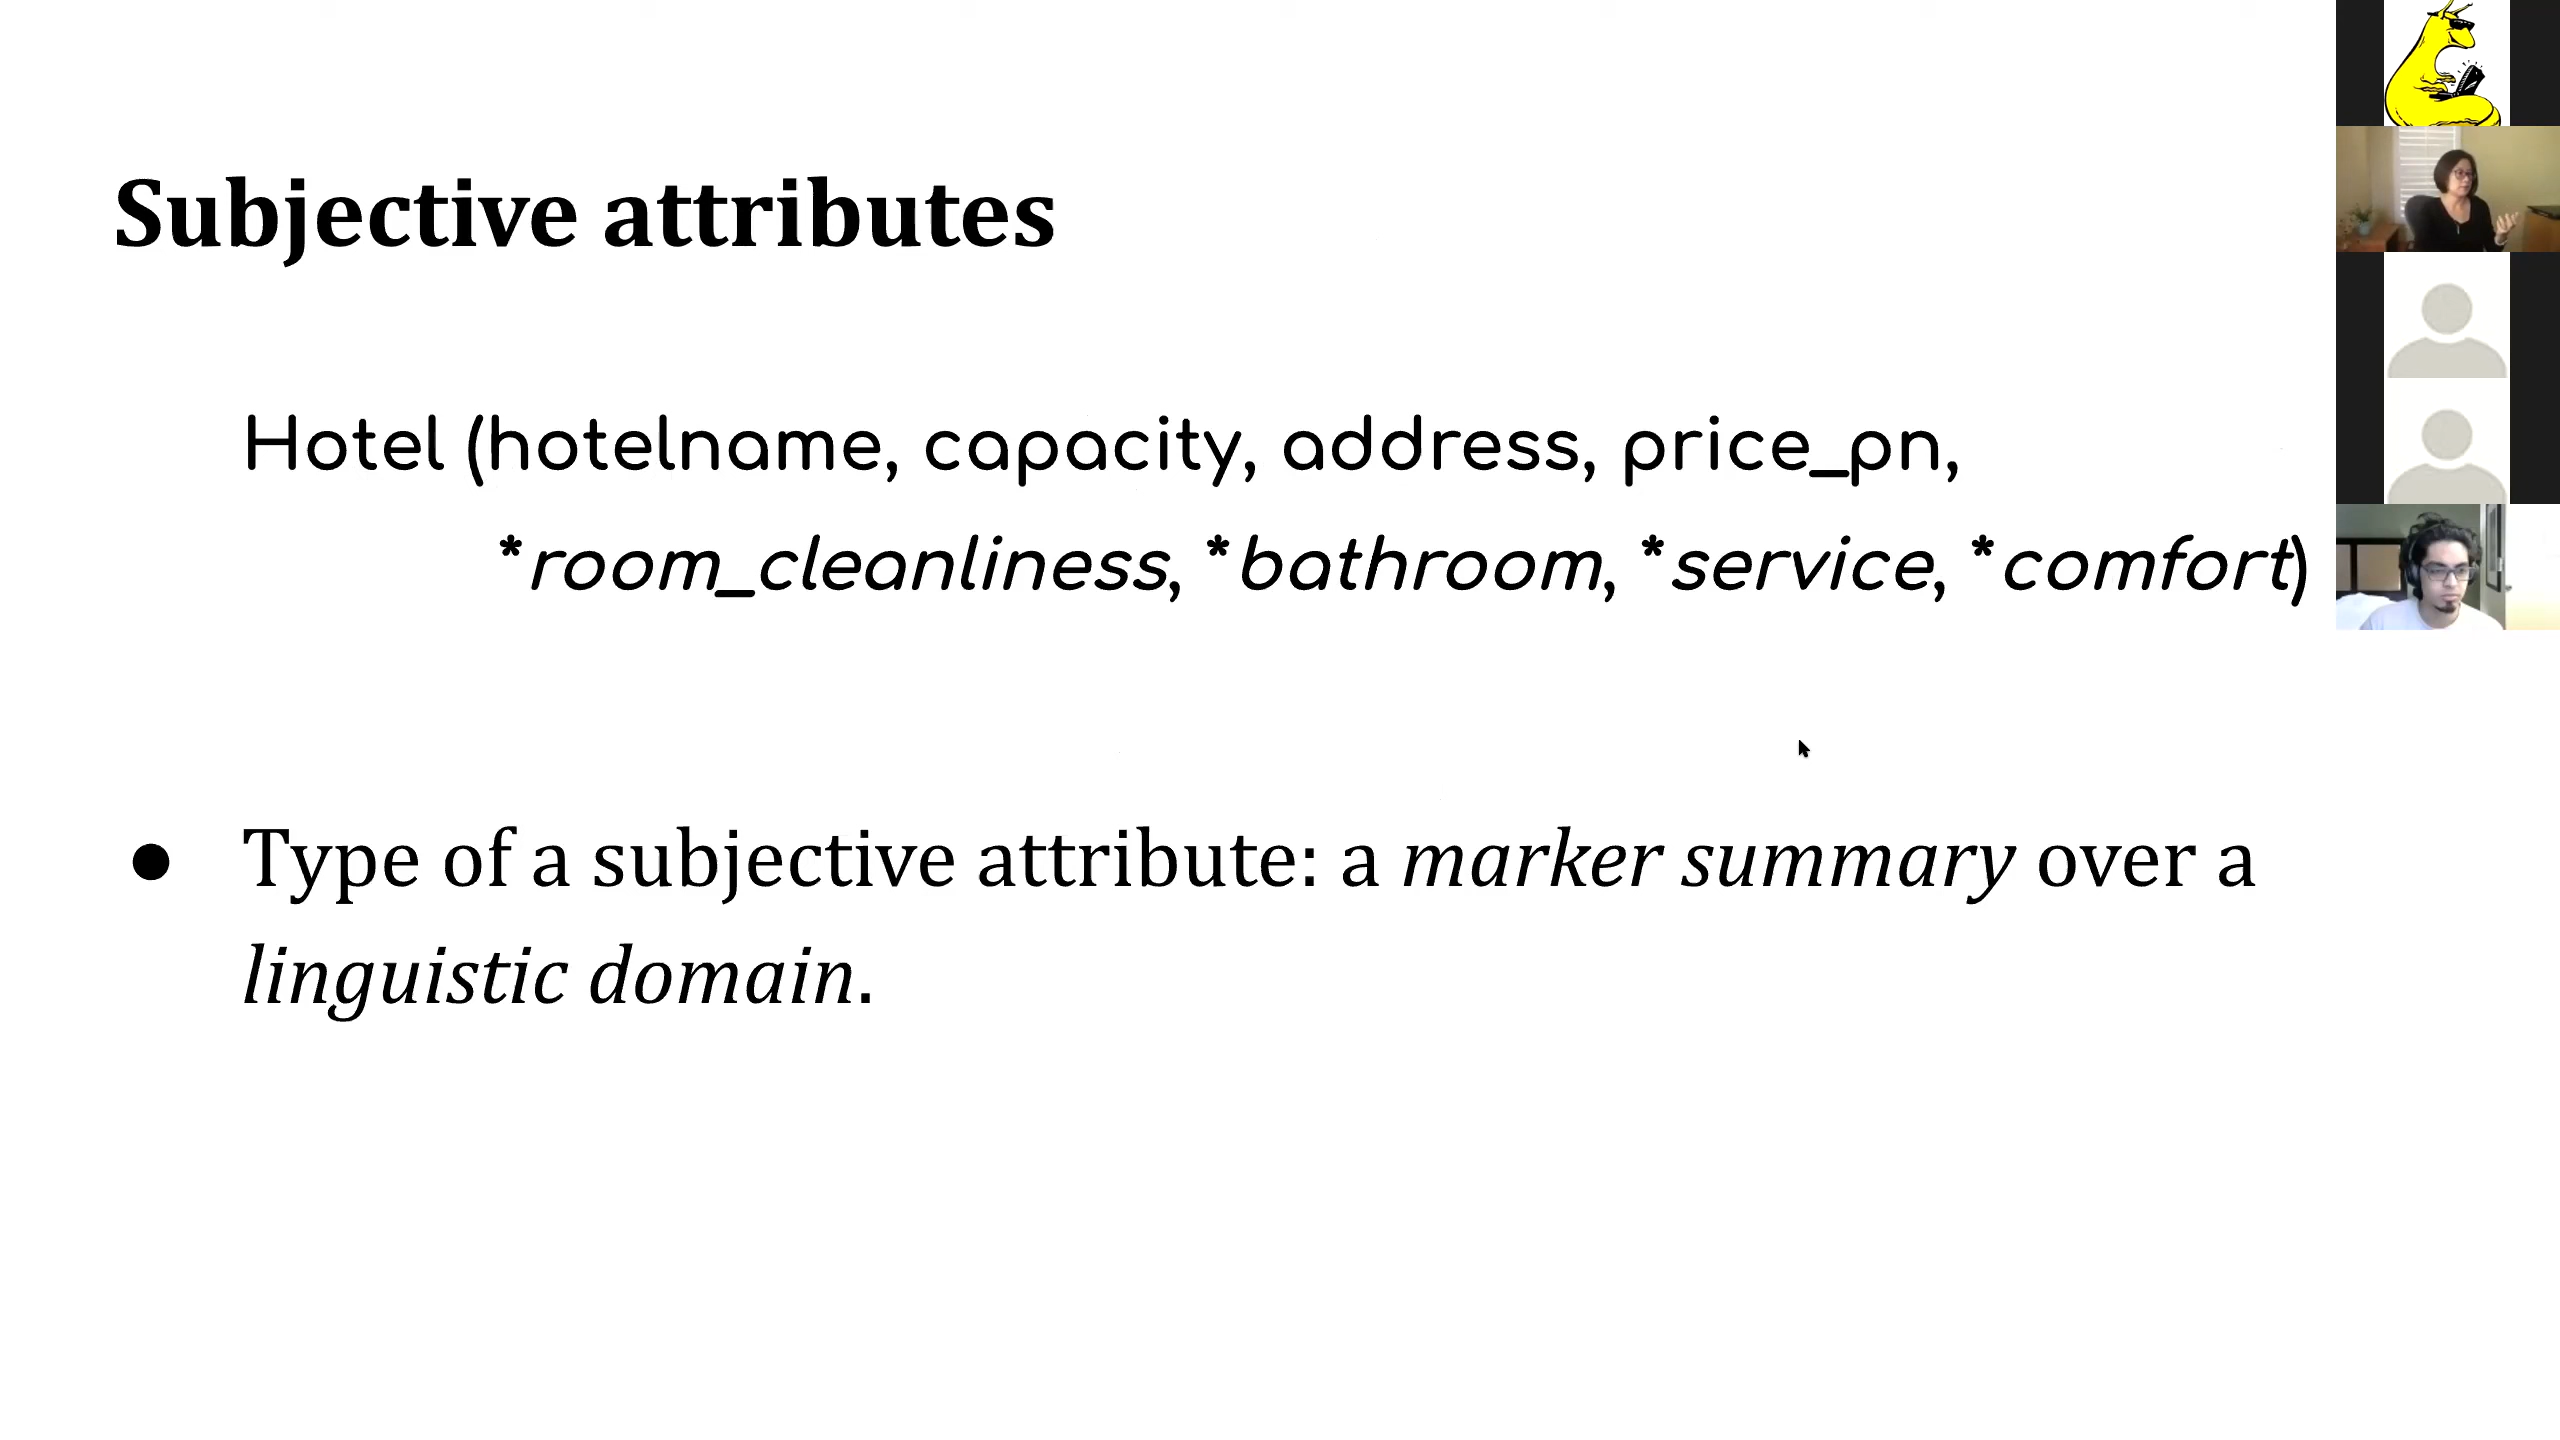 Subjective attributes
Hotel (hotelname, capacity, address, price_pn,
*room_cleanliness, *bathroom, *service, *comfort)
● Type of a subjective attribute: a marker summary over a
linguistic domain.